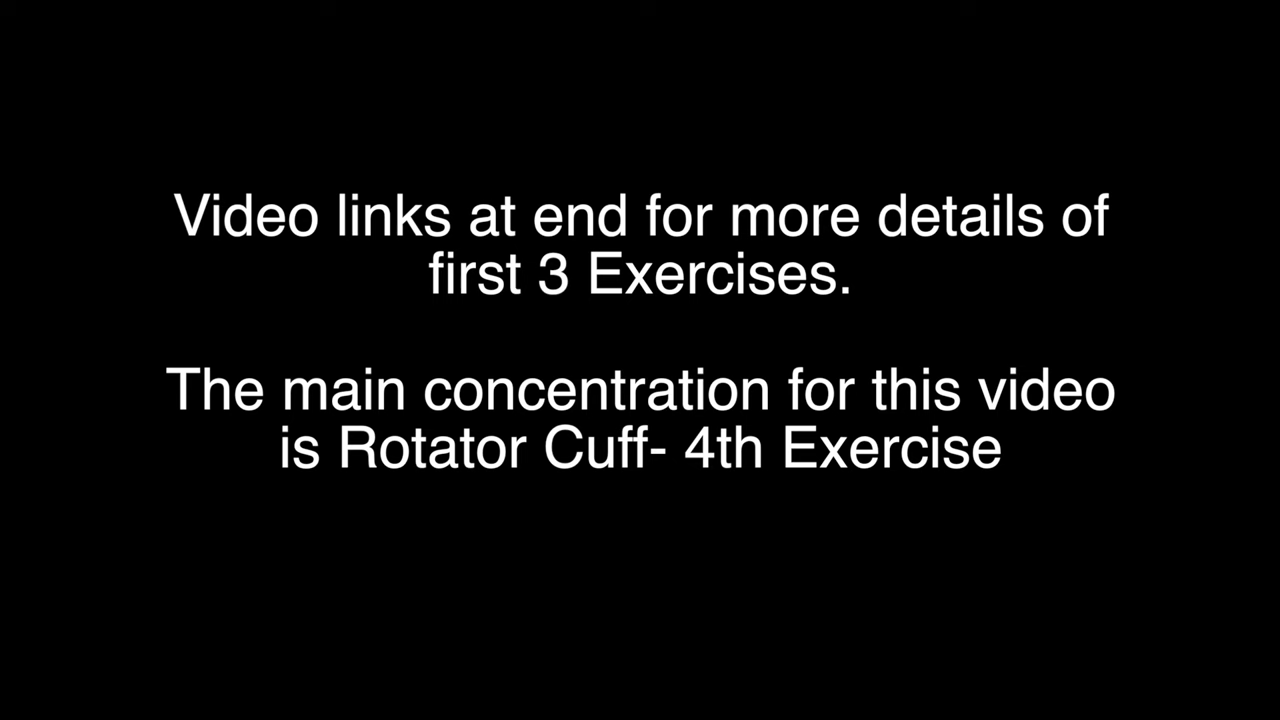 Video links at end for more details of
first 3 Exercises.
The main concentration for this video
is Rotator Cuff- 4th Exercise